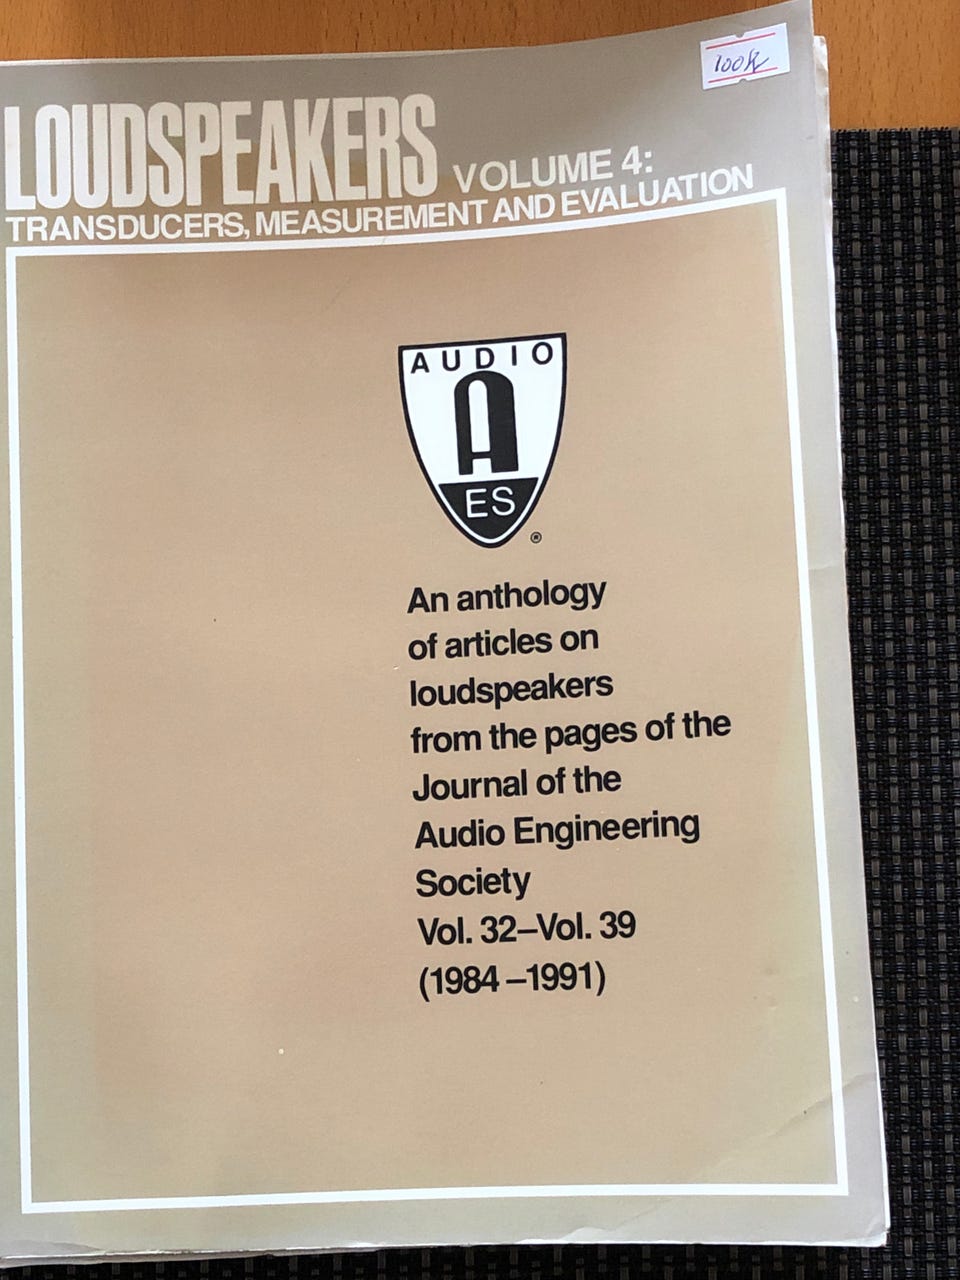 100k
LOUDSPEAKERS VOLUME 4:
TRANSDUCERS, MEASUREMENT AND EVALUATION
AUDIO
A
ES
®
An anthology
of articles on
loudspeakers
from the pages of the
Journal of the
Audio Engineering
Society
Vol. 32–Vol. 39
(1984–1991)